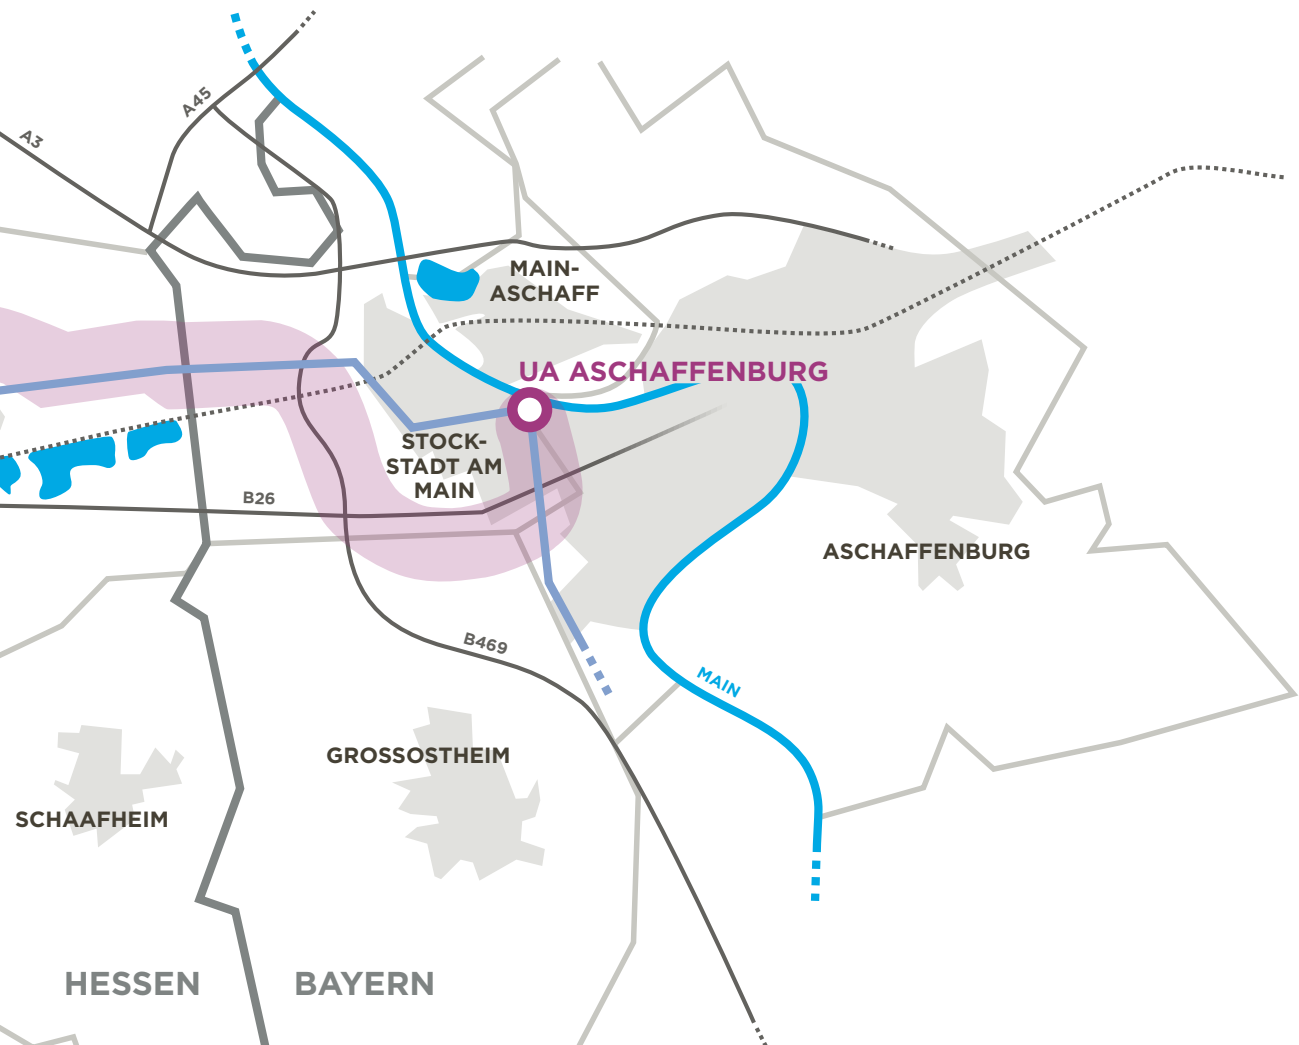 A45
A3
MAIN-
ASCHAFF
UA ASCHAFFENBURG
STOCK-
STADT AM
MAIN
B26
ASCHAFFENBURG
B469
MAIN
GROSSOSTHEIM
SCHAAFHEIM
HESSEN
BAYERN